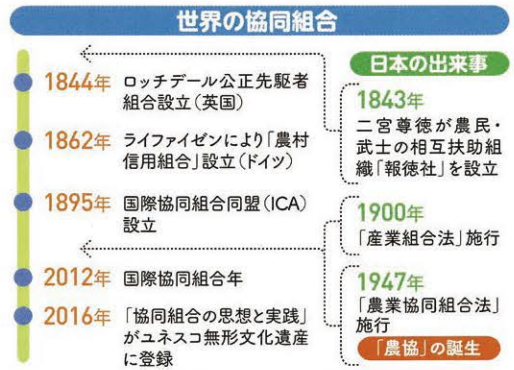 世界の協同組合
1844年
ロッチデール公正先駆者
組合設立(英国)
1862年
ライファイゼンにより「農村
信用組合」設立(ドイツ)
1895年
国際協同組合同盟(ICA)
設立
2012年
国際協同組合年
2016年
「協同組合の思想と実践」
がユネスコ無形文化遺産
に登録
日本の出来事
1843年
二宮尊徳が農民・
武士の相互扶助組
織「報徳社」を設立
1900年
「産業組合法」施行
1947年
「農業協同組合法」
施行
「農協」の誕生